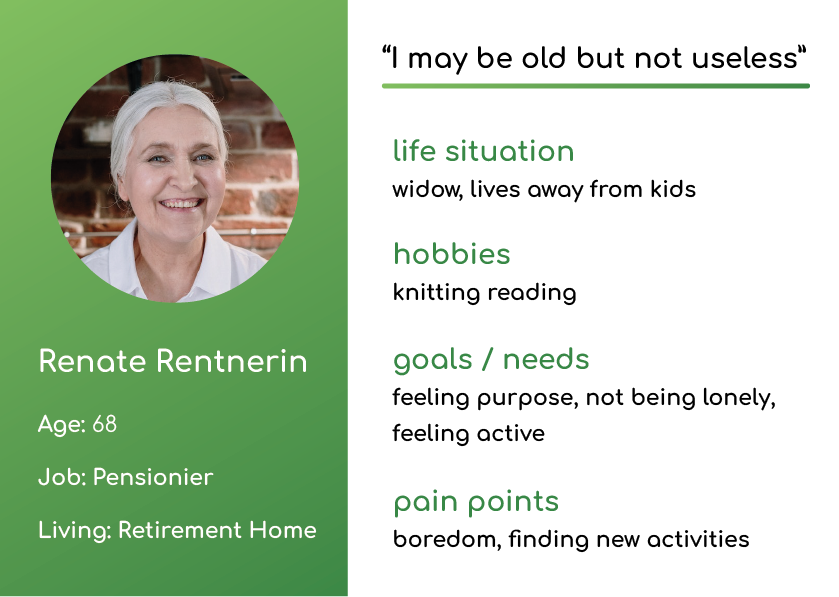 Renate Rentnerin
Age: 68
Job: Pensionier
Living: Retirement Home
“I may be old but not useless”
life situation
widow, lives away from kids
hobbies
knitting reading
goals / needs
feeling purpose, not being lonely,
feeling active
pain points
boredom, finding new activities